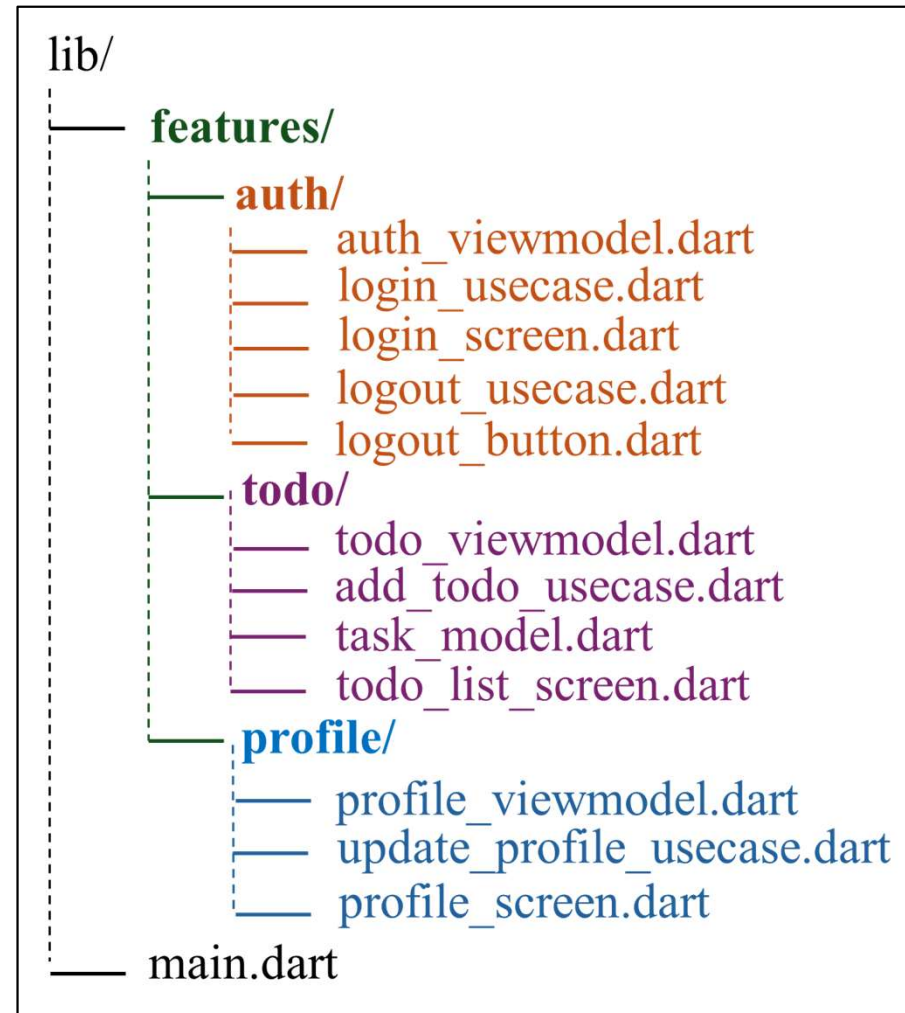 lib/
features/
auth/
auth_viewmodel.dart
login_usecase.dart
login_screen.dart
logout_usecase.dart
logout_button.dart
todo/
todo_viewmodel.dart
add_todo_usecase.dart
task_model.dart
todo_list_screen.dart
profile/
profile_viewmodel.dart
update_profile_usecase.dart
profile_screen.dart
main.dart